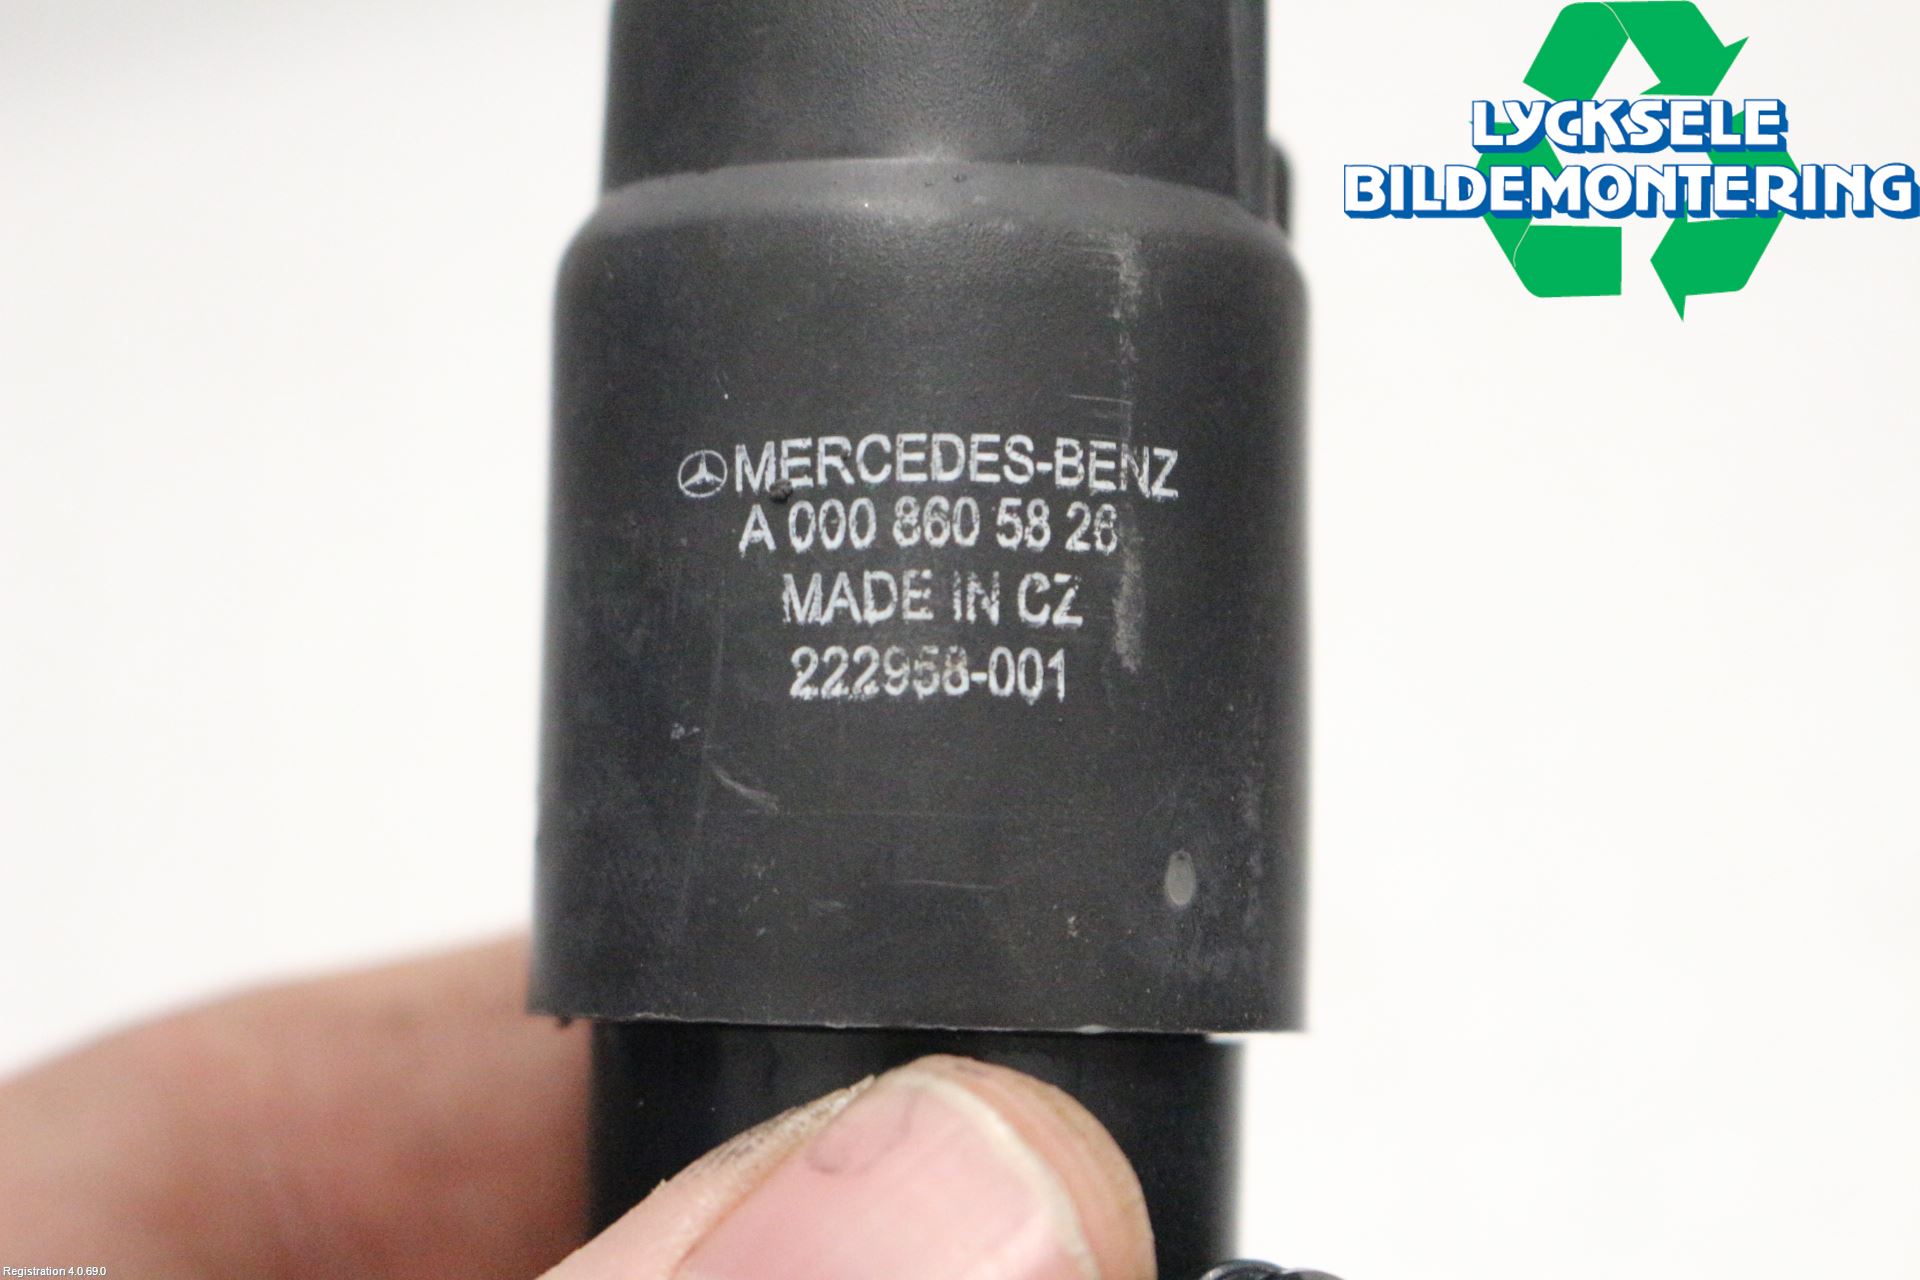 LYCKSELE
BILDEMONTERING
MERCEDES-BENZ
A 000 860 58 26
MADE IN CZ
222958-001
Registration 4.0.69.0